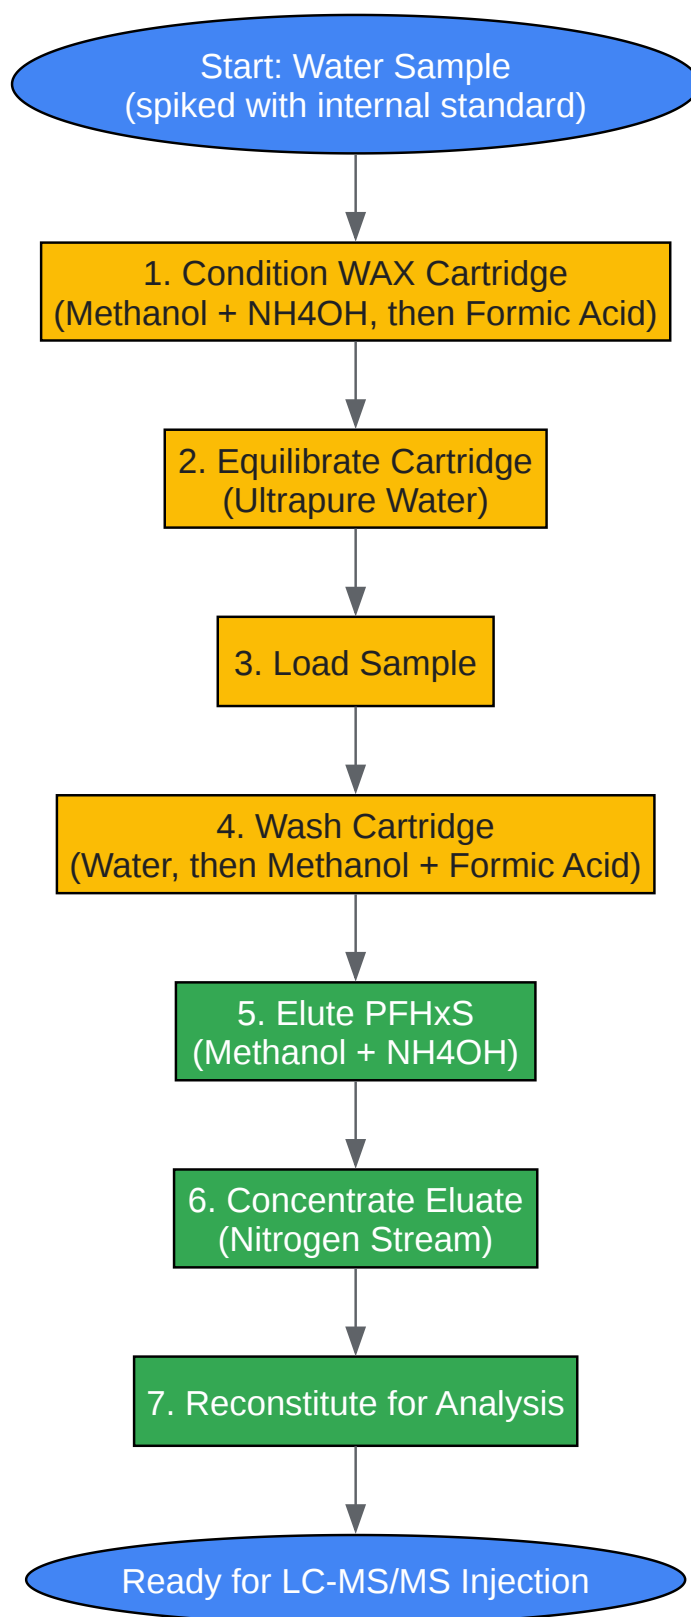 Start: Water Sample
(spiked with internal standard)
1. Condition WAX Cartridge
(Methanol + NH4OH, then Formic Acid)
2. Equilibrate Cartridge
(Ultrapure Water)
3. Load Sample
4. Wash Cartridge
(Water, then Methanol + Formic Acid)
5. Elute PFHxS
(Methanol + NH4OH)
6. Concentrate Eluate
(Nitrogen Stream)
7. Reconstitute for Analysis
Ready for LC-MS/MS Injection